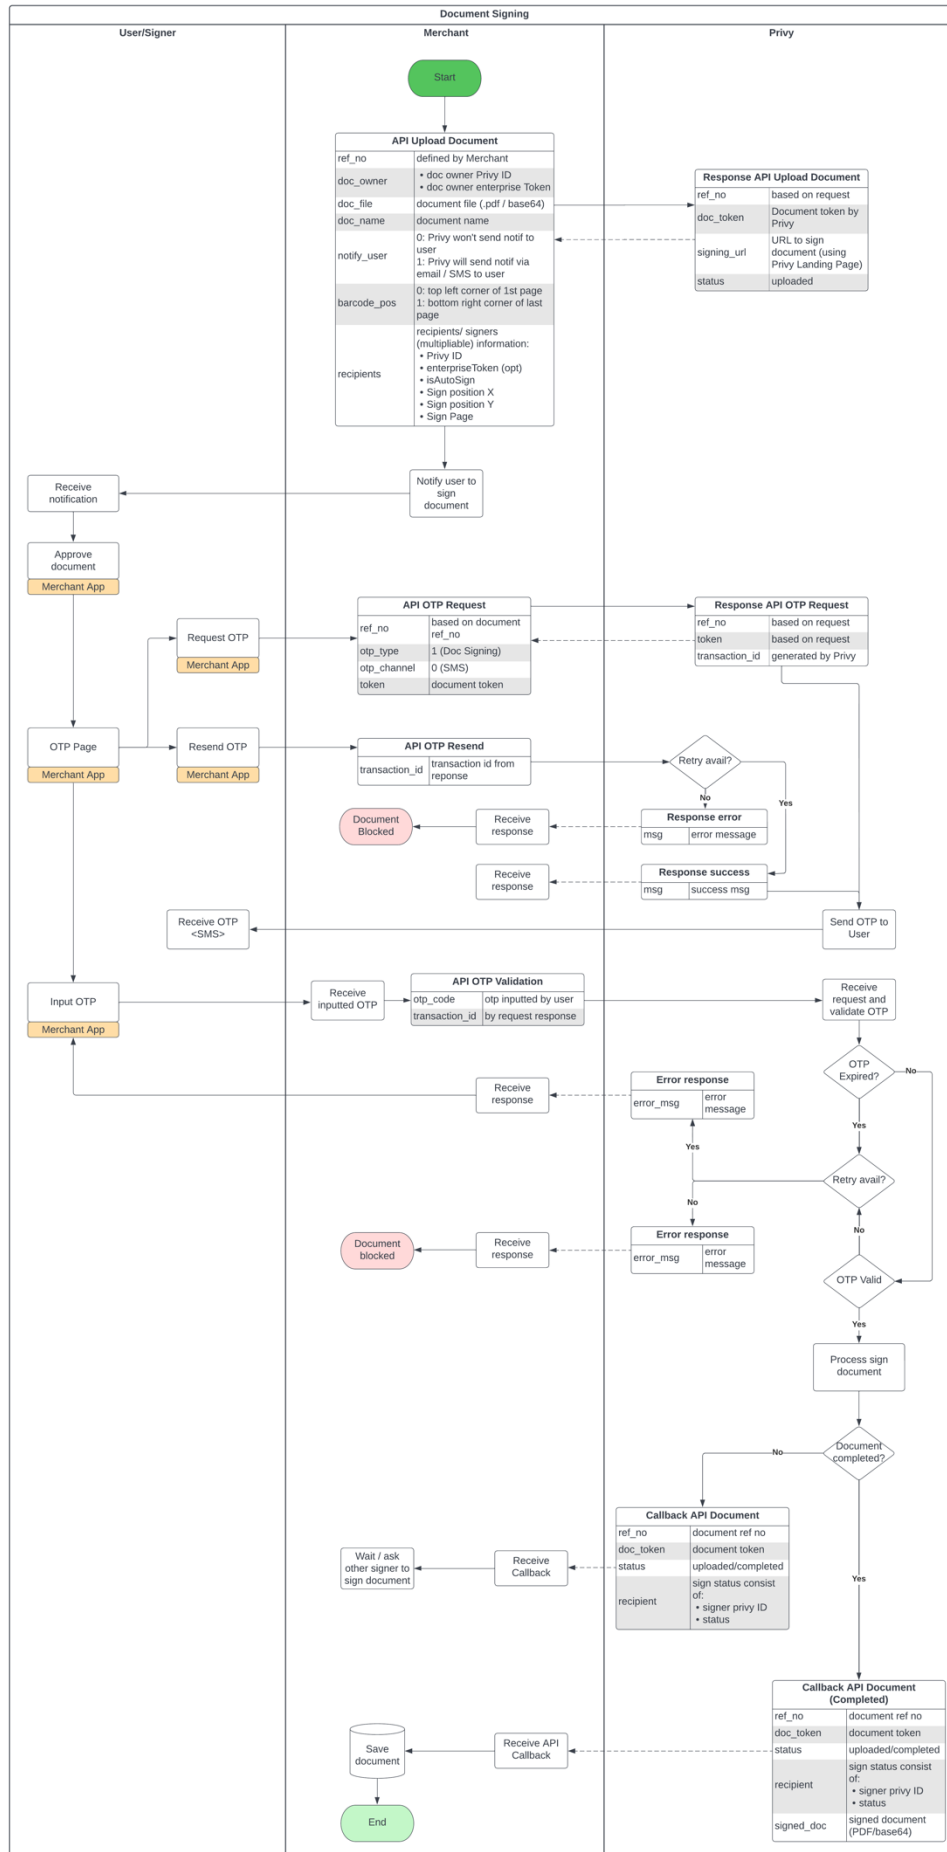 Document Signing
User/Signer
Merchant
Privy
Start
API Upload Document
ref_no
defined by Merchant
doc_owner
• doc owner Privy ID
• doc owner enterprise Token
doc_file
document file (.pdf / base64)
doc_name
document name
notify_user
0: Privy won't send notif to
user
1: Privy will send notif via
email / SMS to user
barcode_pos
0: top left corner of 1st page
1: bottom right corner of last
page
recipients
recipients/ signers
(multipliable) information:
• Privy ID
• enterpriseToken (opt)
• isAutoSign
• Sign position X
• Sign position Y
• Sign Page
Response API Upload Document
ref_no
based on request
doc_token
Document token by
Privy
signing_url
URL to sign
document (using
Privy Landing Page)
status
uploaded
Notify user to
sign
document
Receive
notification
Approve
document
Merchant App
Request OTP
Merchant App
API OTP Request
ref_no
based on document
ref_no
otp_type
1 (Doc Signing)
otp_channel
0 (SMS)
token
document token
Response API OTP Request
ref_no
based on request
token
based on request
transaction_id
generated by Privy
OTP Page
Merchant App
Resend OTP
Merchant App
API OTP Resend
transaction_id
transaction id from
reponse
Retry avail?
No
Yes
Document
Blocked
Receive
response
Response error
msg
error message
Receive
response
Response success
msg
success msg
Receive OTP
<SMS>
Send OTP to
User
Input OTP
Merchant App
Receive
inputted OTP
API OTP Validation
otp_code
otp inputted by user
transaction_id
by request response
Receive
request and
validate OTP
OTP
Expired?
No
Yes
Receive
response
Error response
error_msg
error
message
Yes
Retry avail?
No
No
Document
blocked
Receive
response
Error response
error_msg
error
message
OTP Valid
Yes
Process sign
document
Document
completed?
No
Yes
Callback API Document
ref_no
document ref no
doc_token
document token
status
uploaded/completed
recipient
sign status consist
of:
• signer privy ID
• status
Wait / ask
other signer to
sign document
Receive
Callback
Callback API Document
(Completed)
ref_no
document ref no
doc_token
document token
status
uploaded/completed
recipient
sign status consist
of:
• signer privy ID
• status
signed_doc
signed document
(PDF/base64)
Save
document
Receive API
Callback
End